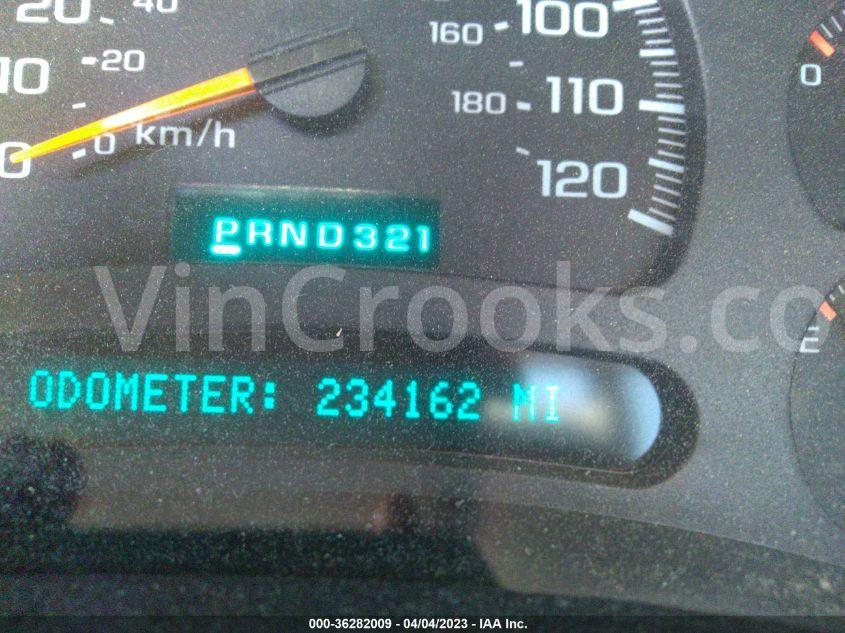 20 40
10 20
0 0 km/h
100
160
110
180
120
0
PRND321
VinCrooks.co
E
ODOMETER: 234162 MI
000-36282009 - 04/04/2023 - IAA Inc.